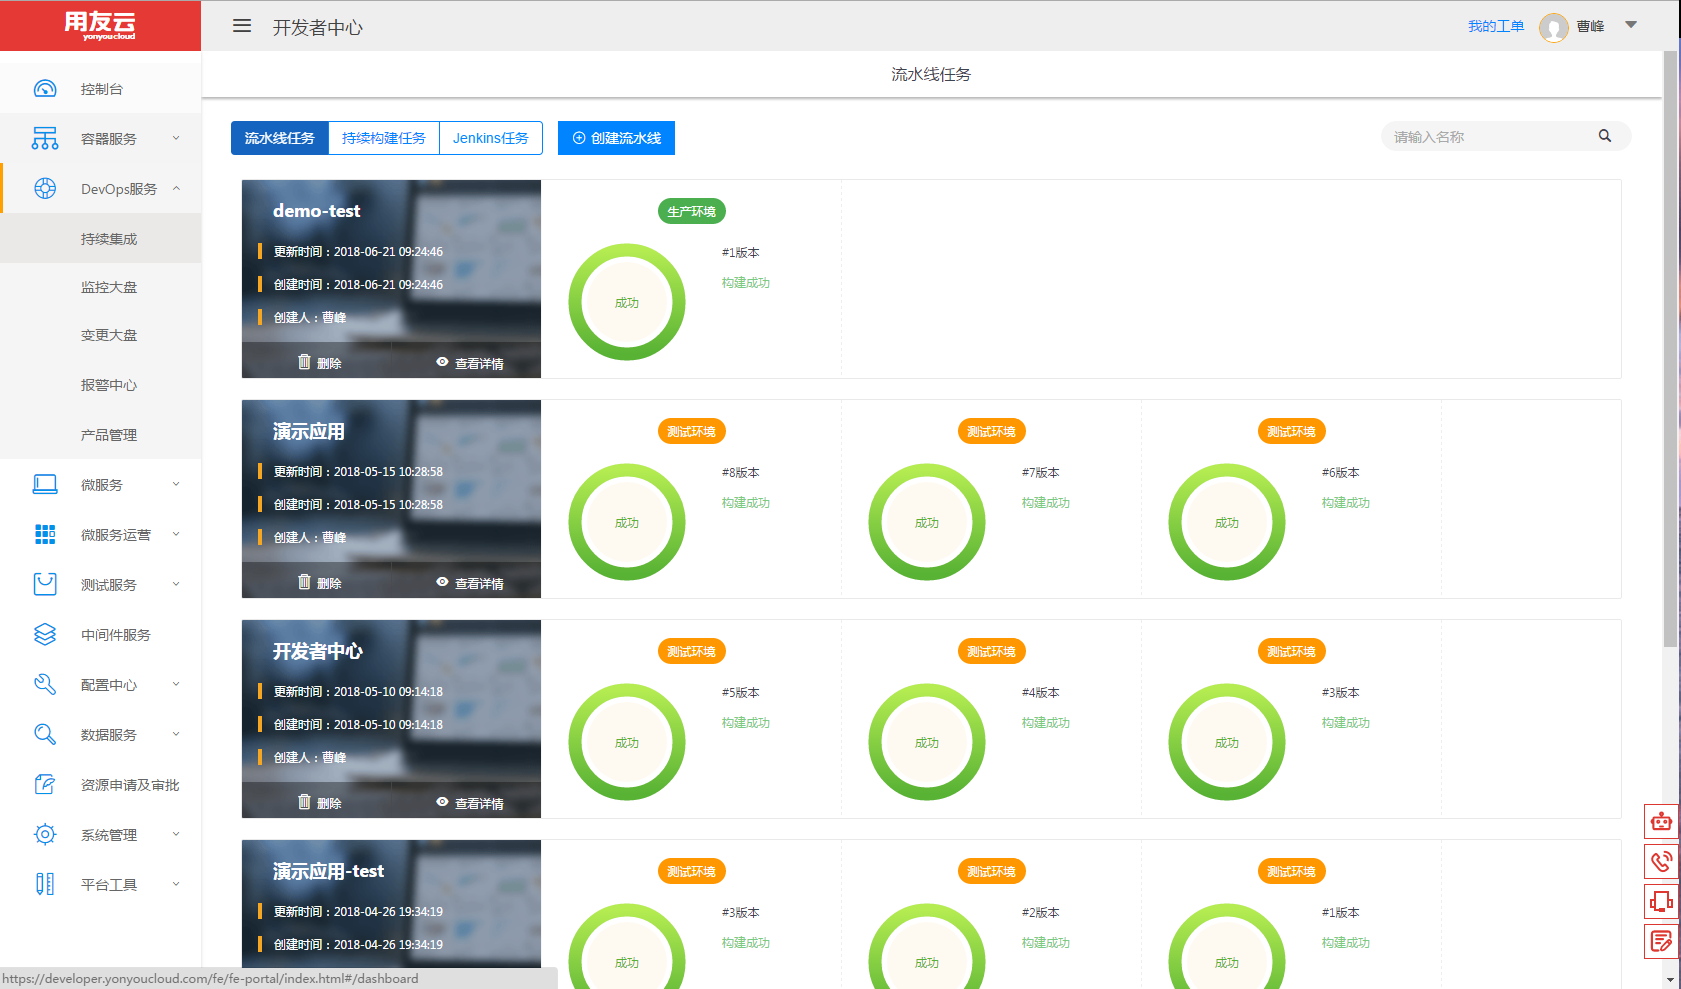 用友云
yonyoucloud
开发者中心
我的工单
曹峰
控制台
容器服务
DevOps服务
持续集成
监控大盘
变更大盘
报警中心
产品管理
微服务
微服务运营
测试服务
中间件服务
配置中心
数据服务
资源申请及审批
系统管理
平台工具
流水线任务
流水线任务 持续构建任务 Jenkins任务 创建流水线 请输入名称
demo-test
更新时间：2018-06-21 09:24:46
创建时间：2018-06-21 09:24:46
创建人：曹峰
删除 查看详情
生产环境
#1版本
构建成功
成功
演示应用
更新时间：2018-05-15 10:28:58
创建时间：2018-05-15 10:28:58
创建人：曹峰
删除 查看详情
测试环境
#8版本
构建成功
成功
测试环境
#7版本
构建成功
成功
测试环境
#6版本
构建成功
成功
开发者中心
更新时间：2018-05-10 09:14:18
创建时间：2018-05-10 09:14:18
创建人：曹峰
删除 查看详情
测试环境
#5版本
构建成功
成功
测试环境
#4版本
构建成功
成功
测试环境
#3版本
构建成功
成功
演示应用-test
更新时间：2018-04-26 19:34:19
创建时间：2018-04-26 19:34:19
测试环境
#3版本
构建成功
成功
测试环境
#2版本
构建成功
成功
测试环境
#1版本
构建成功
成功
https://developer.yonyoucloud.com/fe/fe-portal/index.html#/dashboard